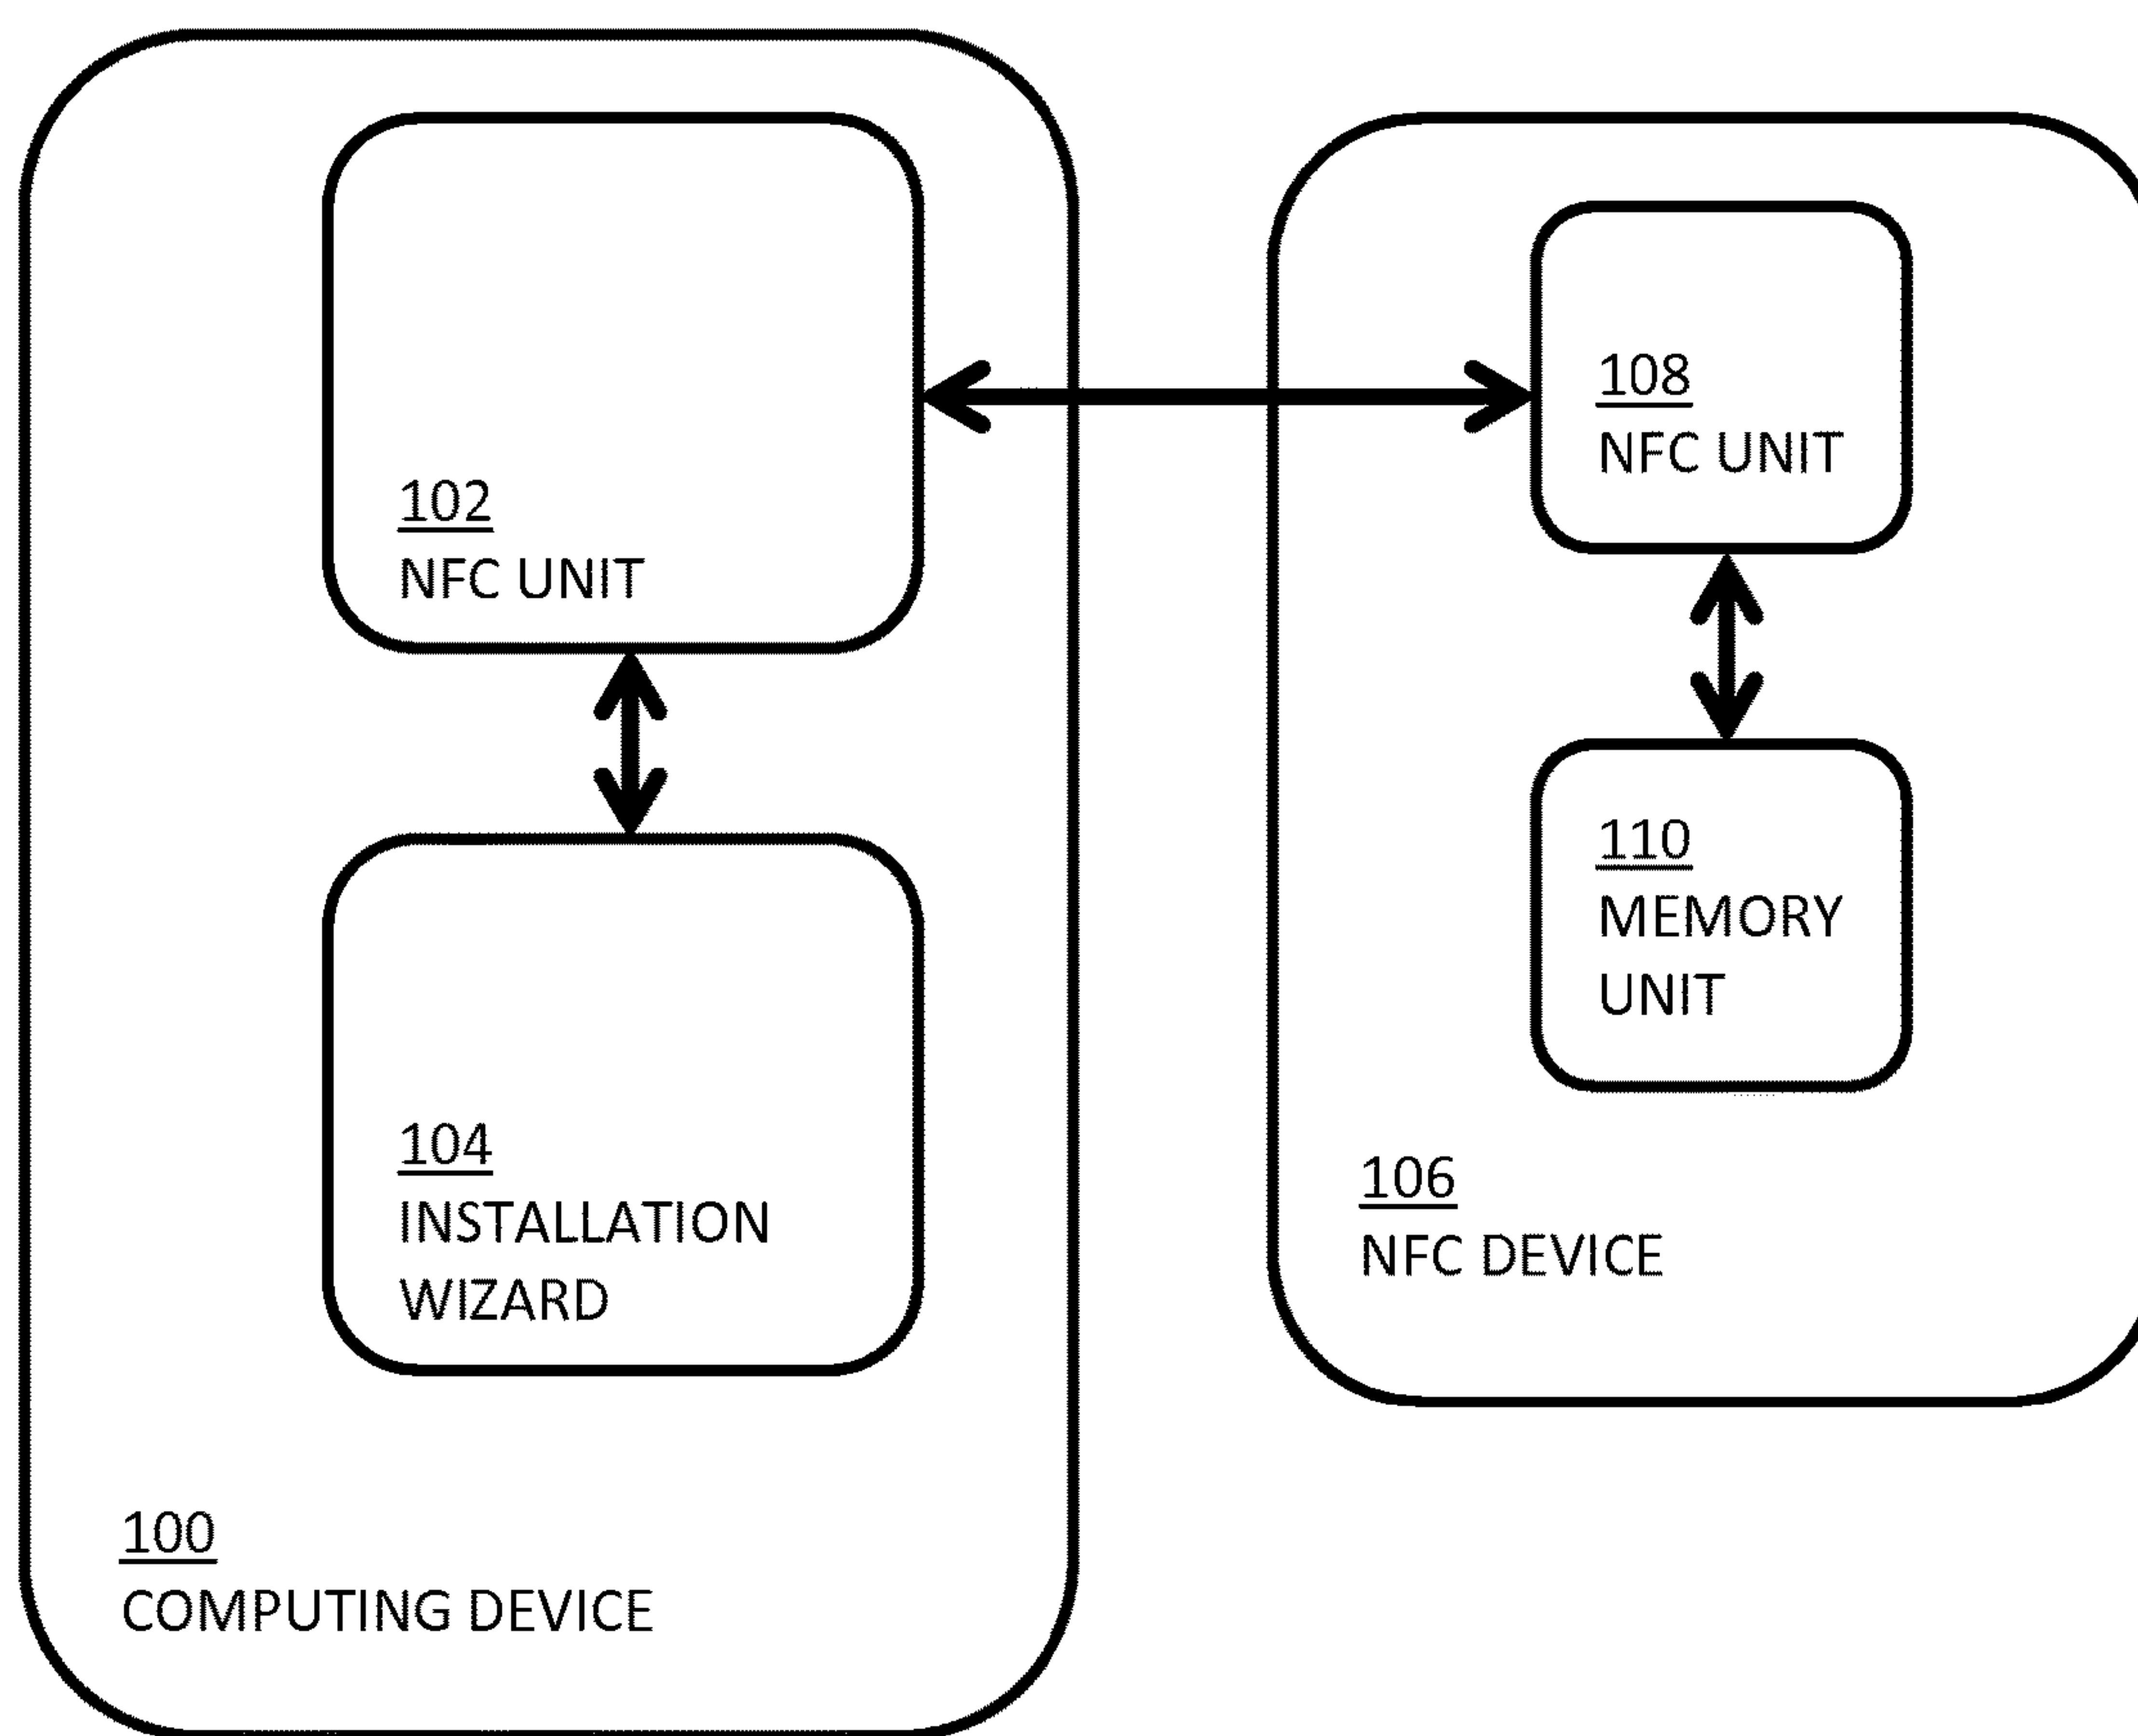 102
NFC UNIT
104
INSTALLATION
WIZARD
100
COMPUTING DEVICE
108
NFC UNIT
110
MEMORY
UNIT
106
NFC DEVICE